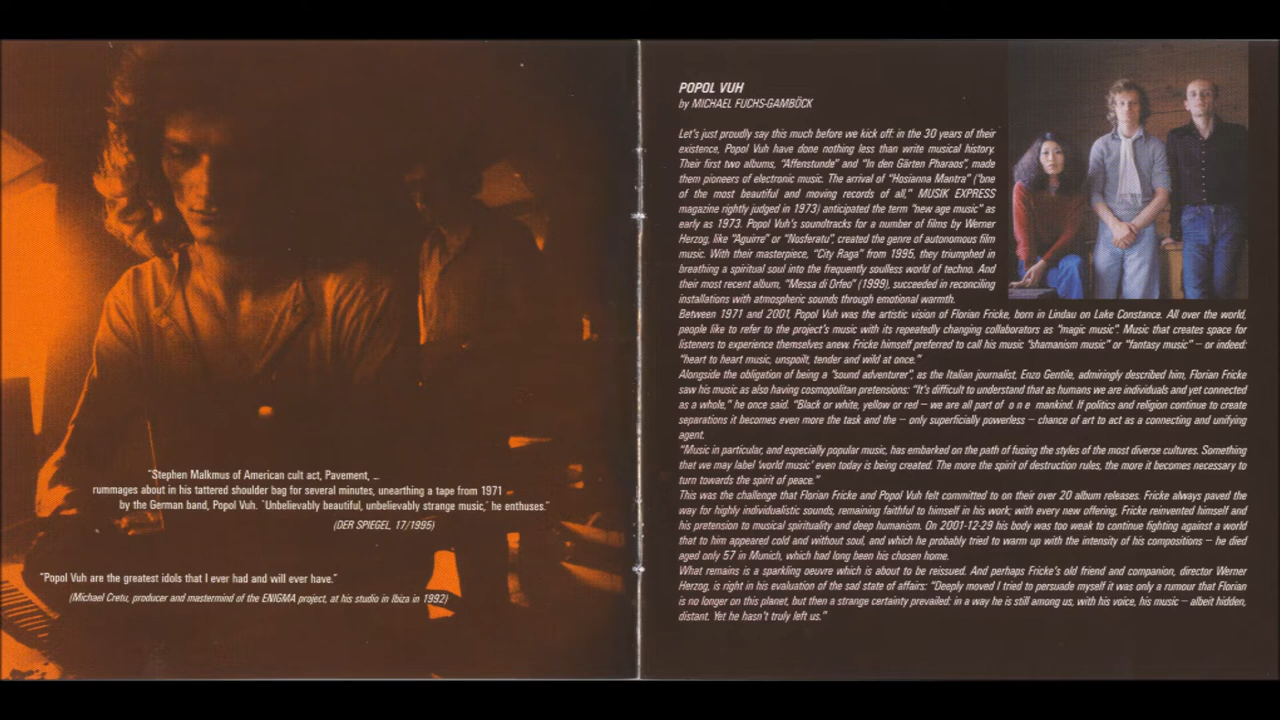 "Stephen Malkmus of American cult act, Pavement, ...
rummages about in his tattered shoulder bag for several minutes, unearthing a tape from 1971
by the German band, Popol Vuh. 'Unbelievably beautiful, unbelievably strange music,' he enthuses."
(DER SPIEGEL, 17/1995)
"Popol Vuh are the greatest idols that I ever had and will ever have."
(Michael Cretu, producer and mastermind of the ENIGMA project, at his studio in Ibiza in 1992)
POPOL VUH
by MICHAEL FUCHS-GAMBÖCK
Let's just proudly say this much before we kick off: in the 30 years of their
existence, Popol Vuh have done nothing less than write musical history.
Their first two albums, "Affenstunde" and "In den Gärten Pharaos", made
them pioneers of electronic music. The arrival of "Hosianna Mantra" ("one
of the most beautiful and moving records of all," MUSIK EXPRESS
magazine rightly judged in 1973) anticipated the term "new age music" as
early as 1973. Popol Vuh's soundtracks for a number of films by Werner
Herzog, like "Aguirre" or "Nosferatu", created the genre of autonomous film
music. With their masterpiece, "City Raga" from 1995, they triumphed in
breathing a spiritual soul into the frequently soulless world of techno. And
their most recent album, "Messa di Orfeo" (1999), succeeded in reconciling
installations with atmospheric sounds through emotional warmth.
Between 1971 and 2001, Popol Vuh was the artistic vision of Florian Fricke, born in Lindau on Lake Constance. All over the world,
people like to refer to the project's music with its repeatedly changing collaborators as "magic music". Music that creates space for
listeners to experience themselves anew. Fricke himself preferred to call his music "shamanism music" or "fantasy music" – or indeed:
"heart to heart music, unspoilt, tender and wild at once."
Alongside the obligation of being a "sound adventurer", as the Italian journalist, Enzo Gentile, admiringly described him, Florian Fricke
saw his music as also having cosmopolitan pretensions: "It's difficult to understand that as humans we are individuals and yet connected
as a whole," he once said. "Black or white, yellow or red – we are all part of o n e mankind. If politics and religion continue to create
separations it becomes even more the task and the – only superficially powerless – chance of art to act as a connecting and unifying
agent.
"Music in particular, and especially popular music, has embarked on the path of fusing the styles of the most diverse cultures. Something
that we may label 'world music' even today is being created. The more the spirit of destruction rules, the more it becomes necessary to
turn towards the spirit of peace."
This was the challenge that Florian Fricke and Popol Vuh felt committed to on their over 20 album releases. Fricke always paved the
way for highly individualistic sounds, remaining faithful to himself in his work; with every new offering, Fricke reinvented himself and
his pretension to musical spirituality and deep humanism. On 2001-12-29 his body was too weak to continue fighting against a world
that to him appeared cold and without soul, and which he probably tried to warm up with the intensity of his compositions – he died
aged only 57 in Munich, which had long been his chosen home.
What remains is a sparkling oeuvre which is about to be reissued. And perhaps Fricke's old friend and companion, director Werner
Herzog, is right in his evaluation of the sad state of affairs: "Deeply moved I tried to persuade myself it was only a rumour that Florian
is no longer on this planet, but then a strange certainty prevailed: in a way he is still among us, with his voice, his music – albeit hidden,
distant. Yet he hasn't truly left us."